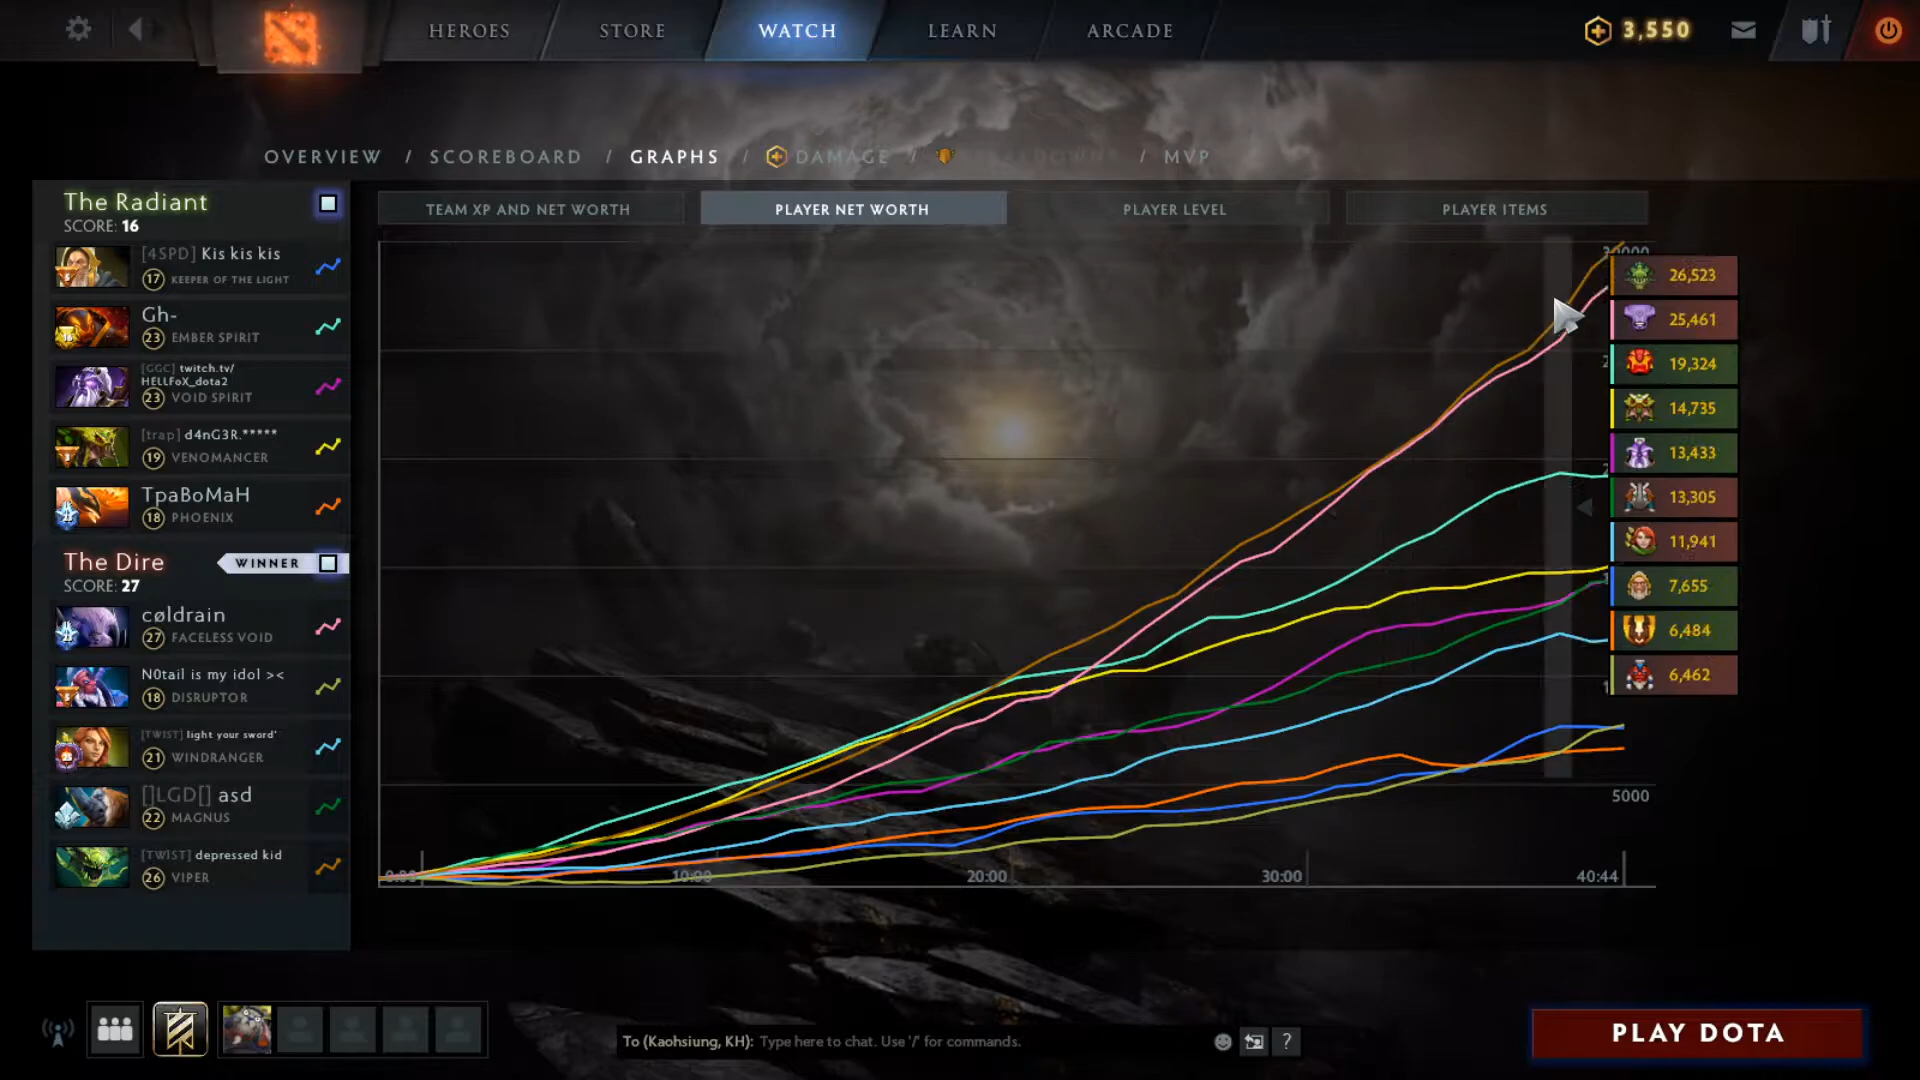 HEROES
STORE
WATCH
LEARN
ARCADE
3,550
OVERVIEW / SCOREBOARD / GRAPHS / DAMAGE / / MVP
The Radiant
SCORE: 16
[4SPD] Kis kis kis
17 KEEPER OF THE LIGHT
Gh-
23 EMBER SPIRIT
[GGC] twitch.tv/
HELLFoX_dota2
23 VOID SPIRIT
[trap] d4nG3R.*****
19 VENOMANCER
TpaBoMaH
18 PHOENIX
The Dire
WINNER
SCORE: 27
cøldrain
27 FACELESS VOID
N0tail is my idol ><
18 DISRUPTOR
[TWIST] light your sword'
21 WINDRANGER
[]LGD[] asd
22 MAGNUS
[TWIST] depressed kid
26 VIPER
TEAM XP AND NET WORTH
PLAYER NET WORTH
PLAYER LEVEL
PLAYER ITEMS
30000
26,523
25,461
19,324
14,735
13,433
13,305
11,941
7,655
6,484
6,462
5000
10:00
20:00
30:00
40:44
To (Kaohsiung, KH): Type here to chat. Use '/' for commands.
?
PLAY DOTA